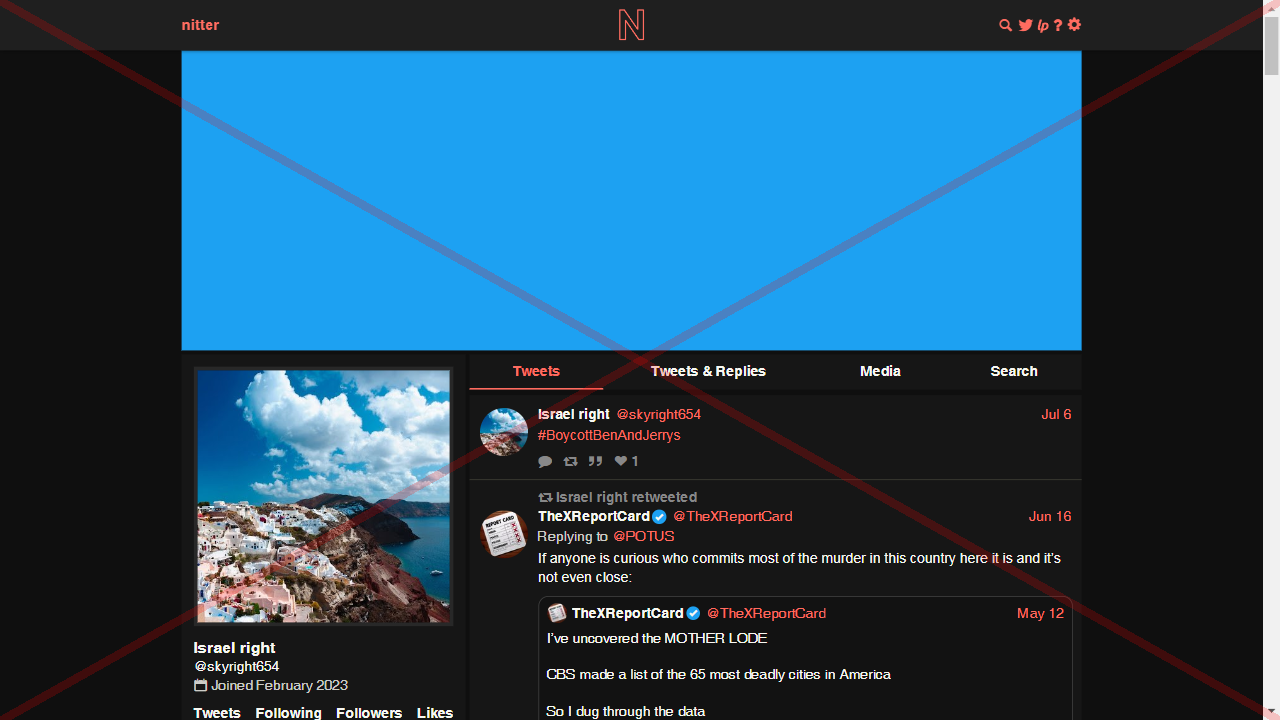 nitter
N
lp ?
Tweets Tweets & Replies Media Search
Israel right @skyright654 Jul 6
#BoycottBenAndJerrys
1
Israel right retweeted
REPORT CARD
TheXReportCard @TheXReportCard Jun 16
Replying to @POTUS
If anyone is curious who commits most of the murder in this country here it is and it's
not even close:
TheXReportCard @TheXReportCard May 12
I've uncovered the MOTHER LODE
CBS made a list of the 65 most deadly cities in America
So I dug through the data
Israel right
@skyright654
Joined February 2023
Tweets Following Followers Likes